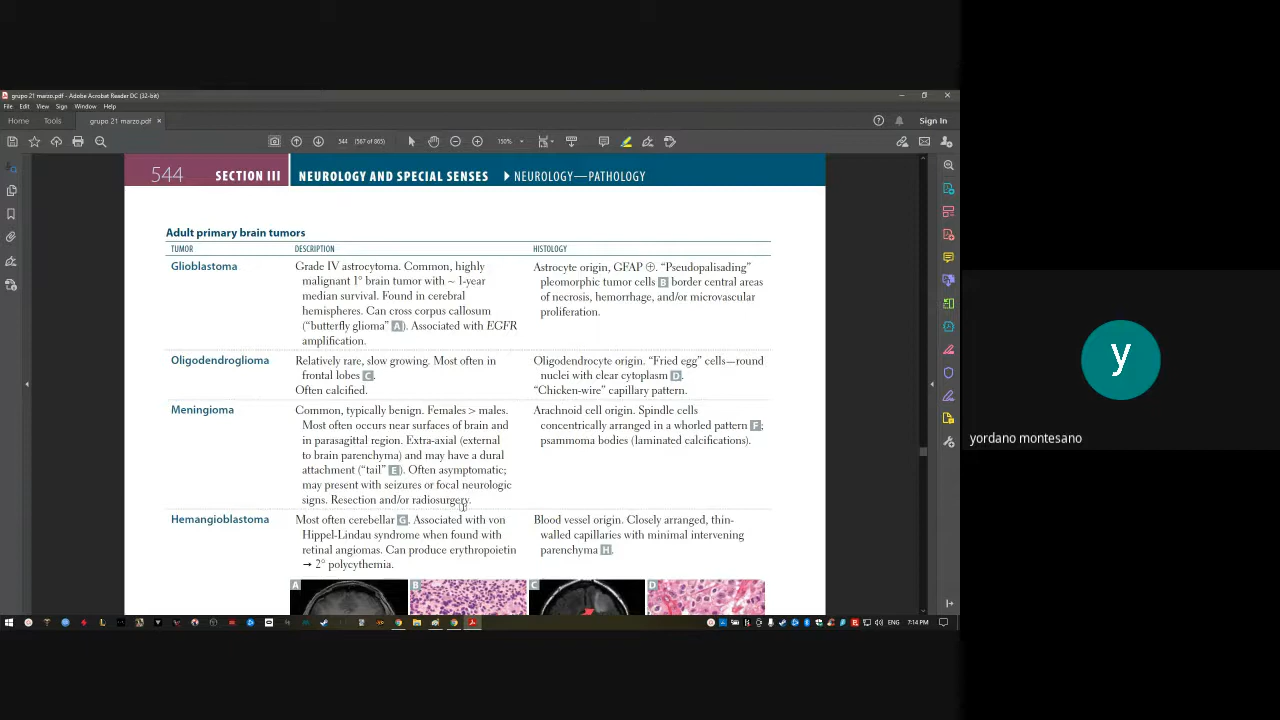 grupo 21 marzo.pdf - Adobe Acrobat Reader DC (32-bit)
File Edit View Sign Window Help
Home Tools grupo 21 marzo.pdf × Sign In
544 (567 of 865) 150%
544 SECTION III NEUROLOGY AND SPECIAL SENSES ▶ NEUROLOGY—PATHOLOGY
Adult primary brain tumors
TUMOR DESCRIPTION HISTOLOGY
Glioblastoma
Grade IV astrocytoma. Common, highly
malignant 1° brain tumor with ~ 1-year
median survival. Found in cerebral
hemispheres. Can cross corpus callosum
(“butterfly glioma” A). Associated with EGFR
amplification.
Astrocyte origin, GFAP ⊕. “Pseudopalisading”
pleomorphic tumor cells B border central areas
of necrosis, hemorrhage, and/or microvascular
proliferation.
Oligodendroglioma
Relatively rare, slow growing. Most often in
frontal lobes C.
Often calcified.
Oligodendrocyte origin. “Fried egg” cells—round
nuclei with clear cytoplasm D.
“Chicken-wire” capillary pattern.
Meningioma
Common, typically benign. Females > males.
Most often occurs near surfaces of brain and
in parasagittal region. Extra-axial (external
to brain parenchyma) and may have a dural
attachment (“tail” E). Often asymptomatic;
may present with seizures or focal neurologic
signs. Resection and/or radiosurgery.
Arachnoid cell origin. Spindle cells
concentrically arranged in a whorled pattern F;
psammoma bodies (laminated calcifications).
Hemangioblastoma
Most often cerebellar G. Associated with von
Hippel-Lindau syndrome when found with
retinal angiomas. Can produce erythropoietin
→ 2° polycythemia.
Blood vessel origin. Closely arranged, thin-
walled capillaries with minimal intervening
parenchyma H.
A B C D
ENG 7:14 PM
y
yordano montesano